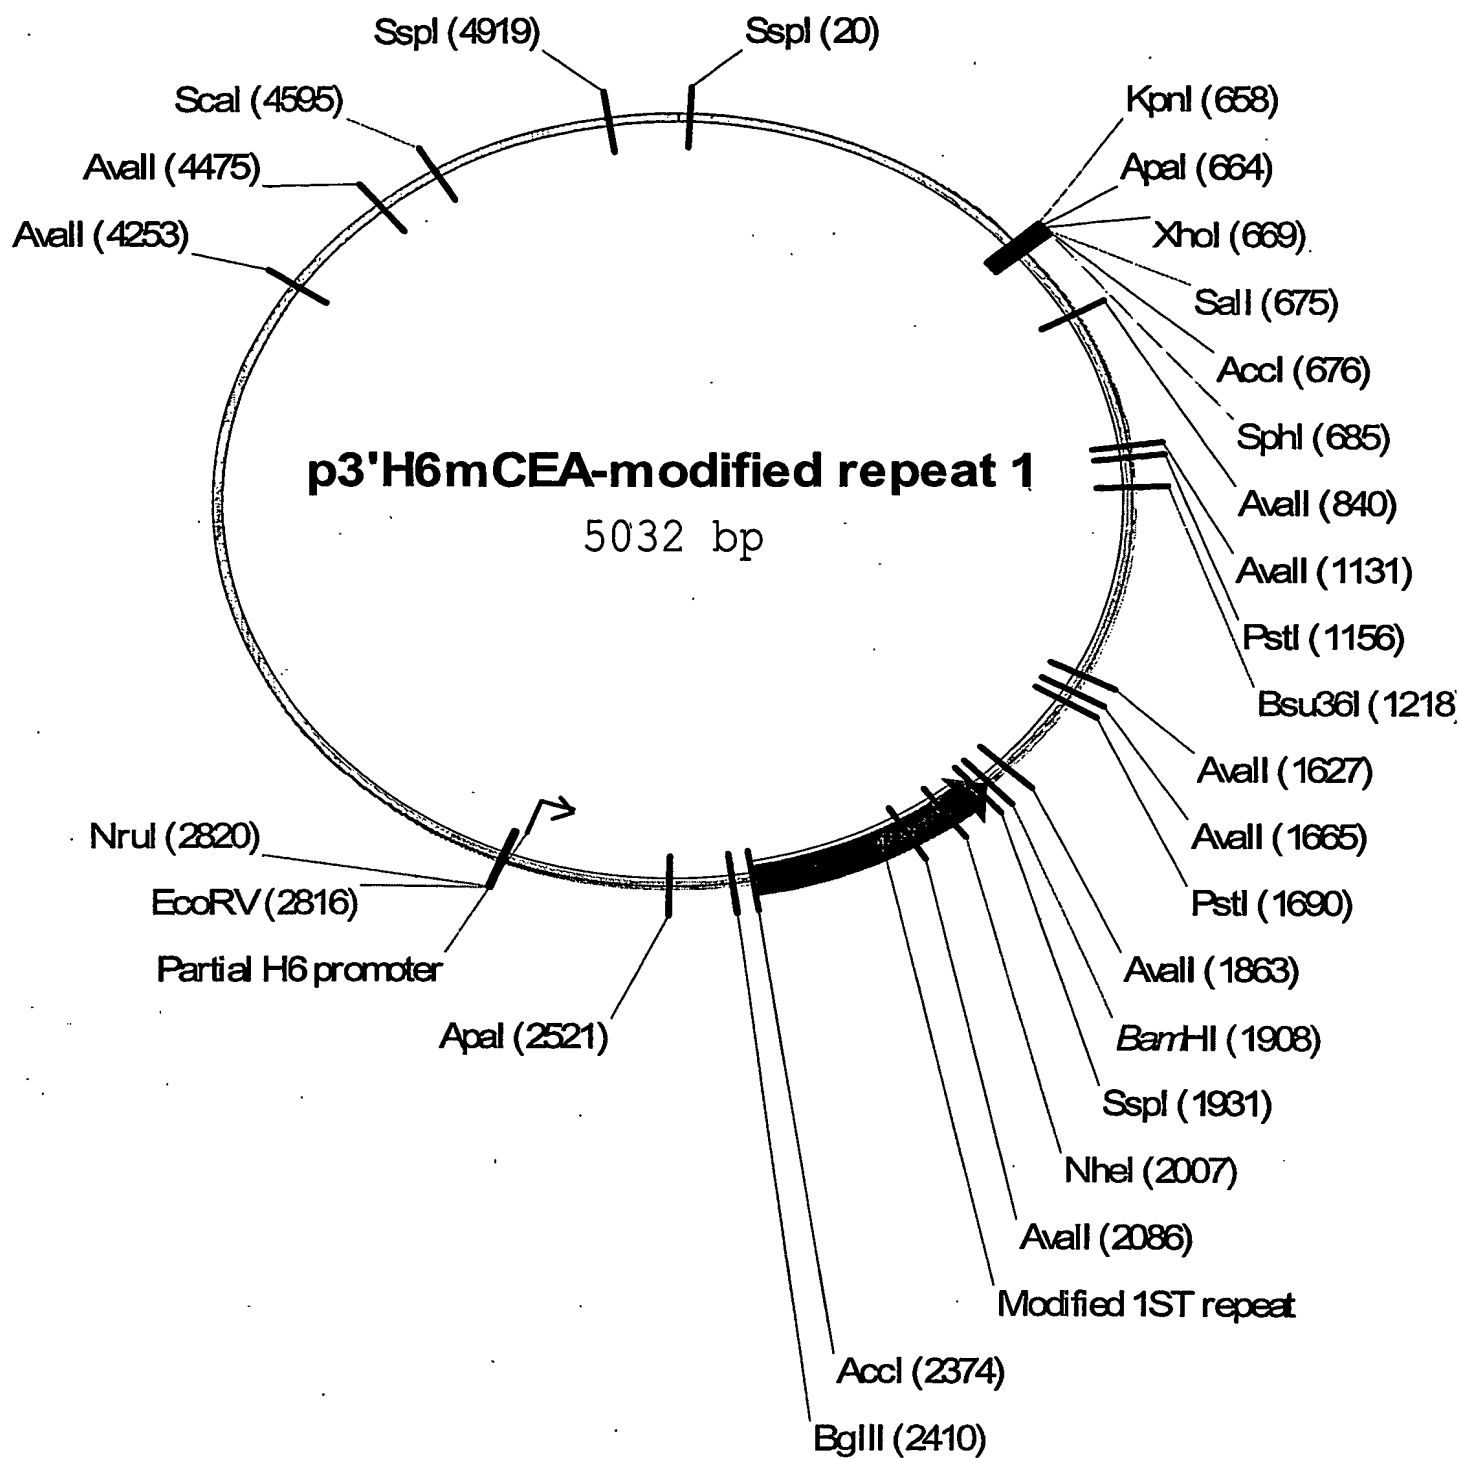 SspI (4919)
SspI (20)
ScaI (4595)
KpnI (658)
AvaII (4475)
ApaI (664)
AvaII (4253)
XhoI (669)
SalI (675)
AccI (676)
SphI (685)
p3'H6mCEA-modified repeat 1
5032 bp
AvaII (840)
AvaII (1131)
PstI (1156)
Bsu36I (1218)
AvaII (1627)
NruI (2820)
AvaII (1665)
EcoRV (2816)
PstI (1690)
Partial H6 promoter
AvaII (1863)
ApaI (2521)
BamHI (1908)
SspI (1931)
NheI (2007)
AvaII (2086)
Modified 1ST repeat
AccI (2374)
BglII (2410)